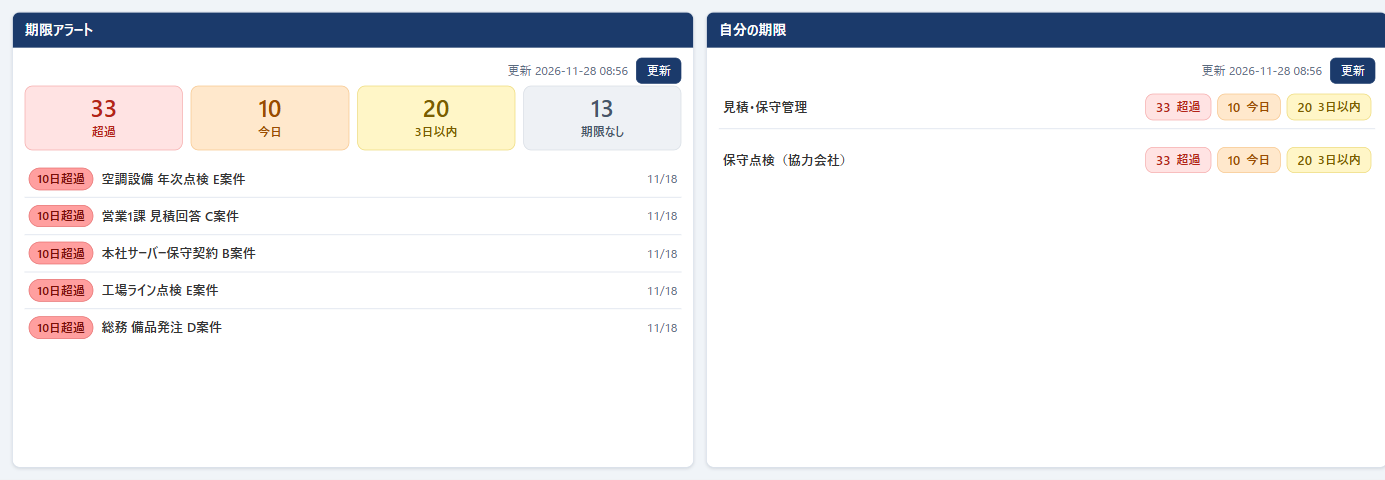 期限アラート
更新 2026-11-28 08:56 更新
33 10 20 13
超過 今日 3日以内 期限なし
10日超過 空調設備 年次点検 E案件 11/18
10日超過 営業1課 見積回答 C案件 11/18
10日超過 本社サーバー保守契約 B案件 11/18
10日超過 工場ライン点検 E案件 11/18
10日超過 総務 備品発注 D案件 11/18
自分の期限
更新 2026-11-28 08:56 更新
見積・保守管理 33 超過 10 今日 20 3日以内
保守点検（協力会社） 33 超過 10 今日 20 3日以内